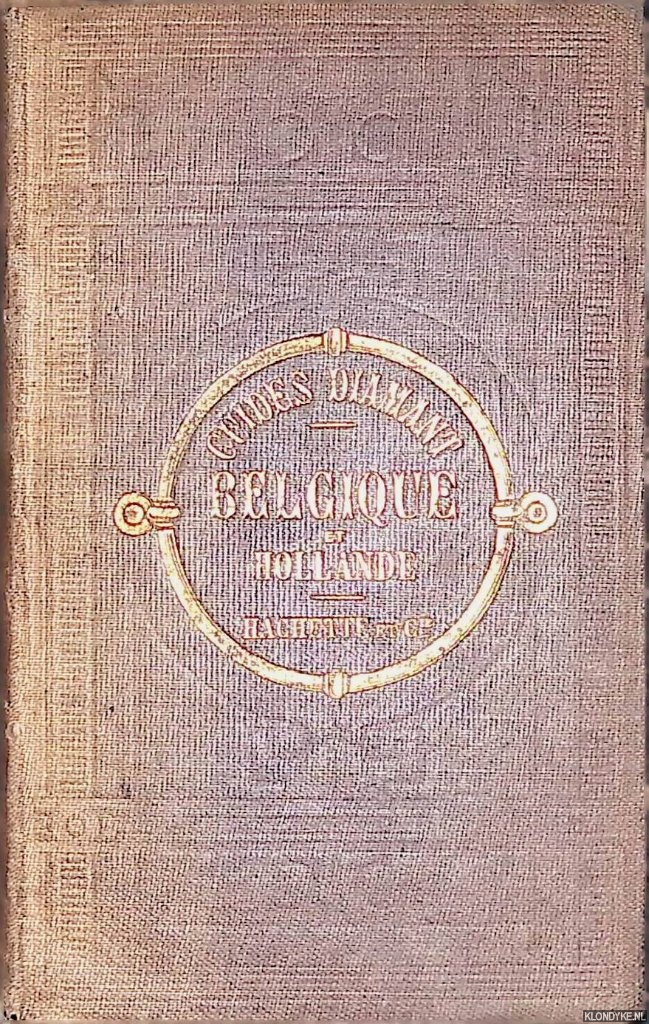 GUIDES DIAMANT
BELGIQUE
ET
HOLLANDE
HACHETTE ET Cie
KLONDYKE.NL